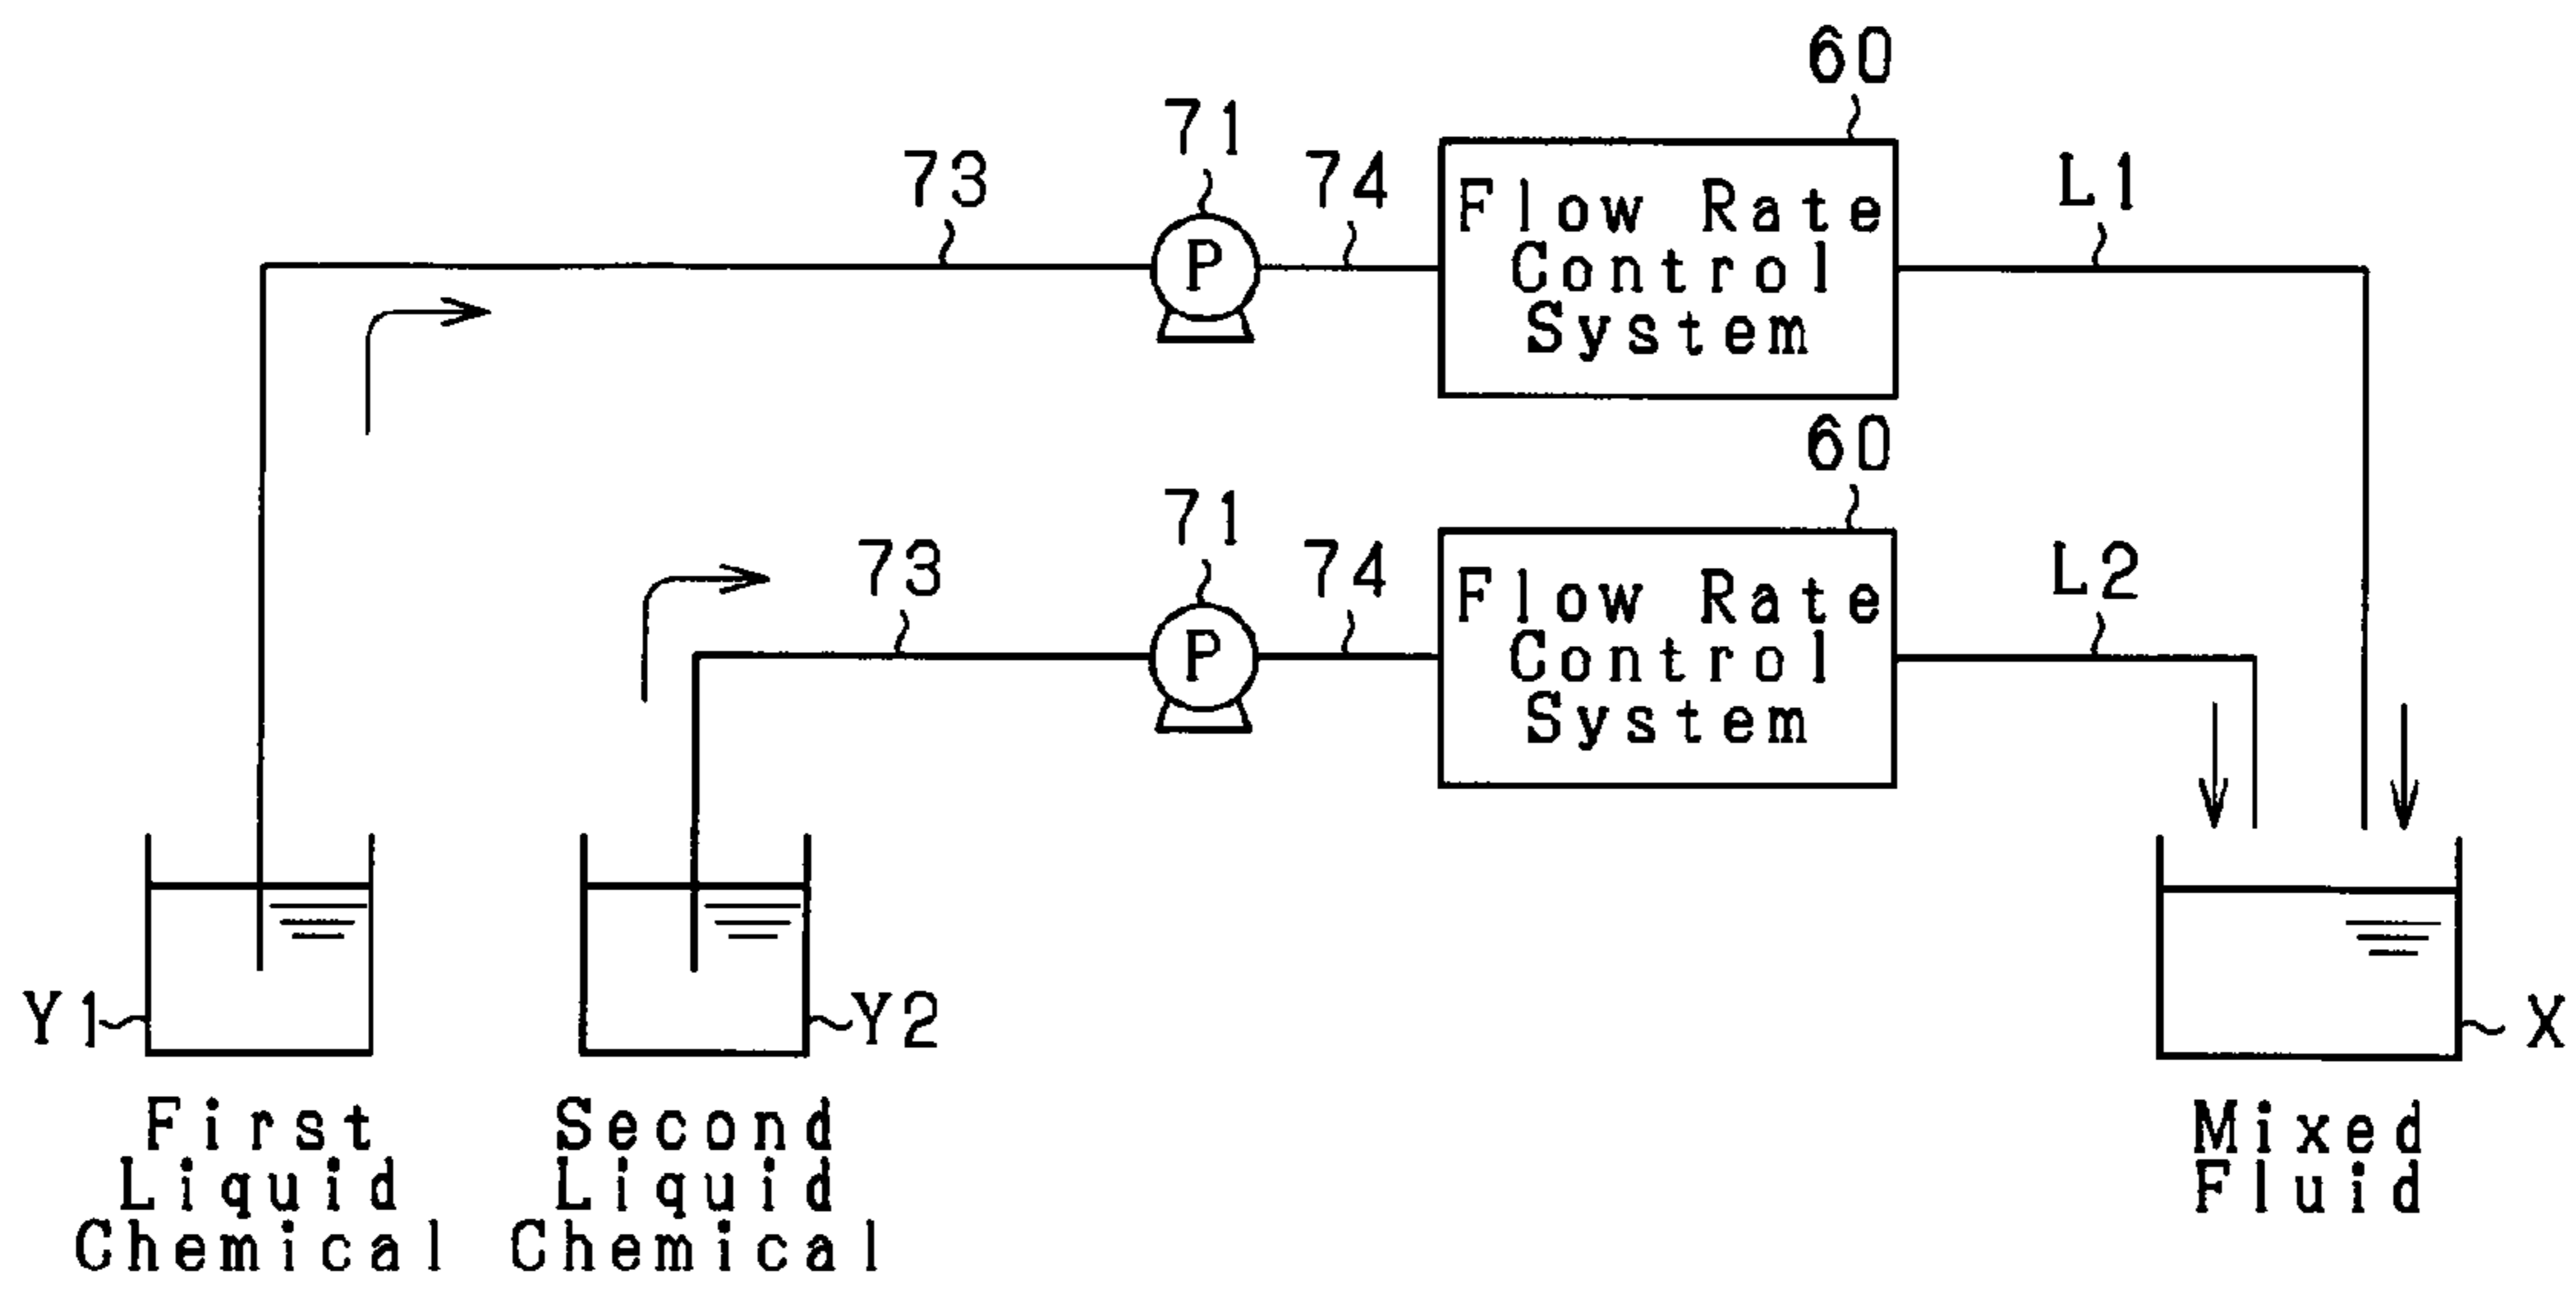 60
71
73
74
L1
Flow Rate
Control
System
P
60
71
73
74
L2
Flow Rate
Control
System
P
Y1
Y2
X
First
Liquid
Chemical
Second
Liquid
Chemical
Mixed
Fluid